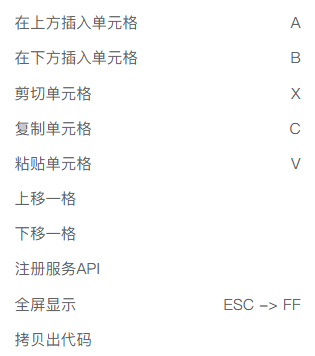 在上方插入单元格 A
在下方插入单元格 B
剪切单元格 X
复制单元格 C
粘贴单元格 V
上移一格
下移一格
注册服务API
全屏显示 ESC -> FF
拷贝出代码